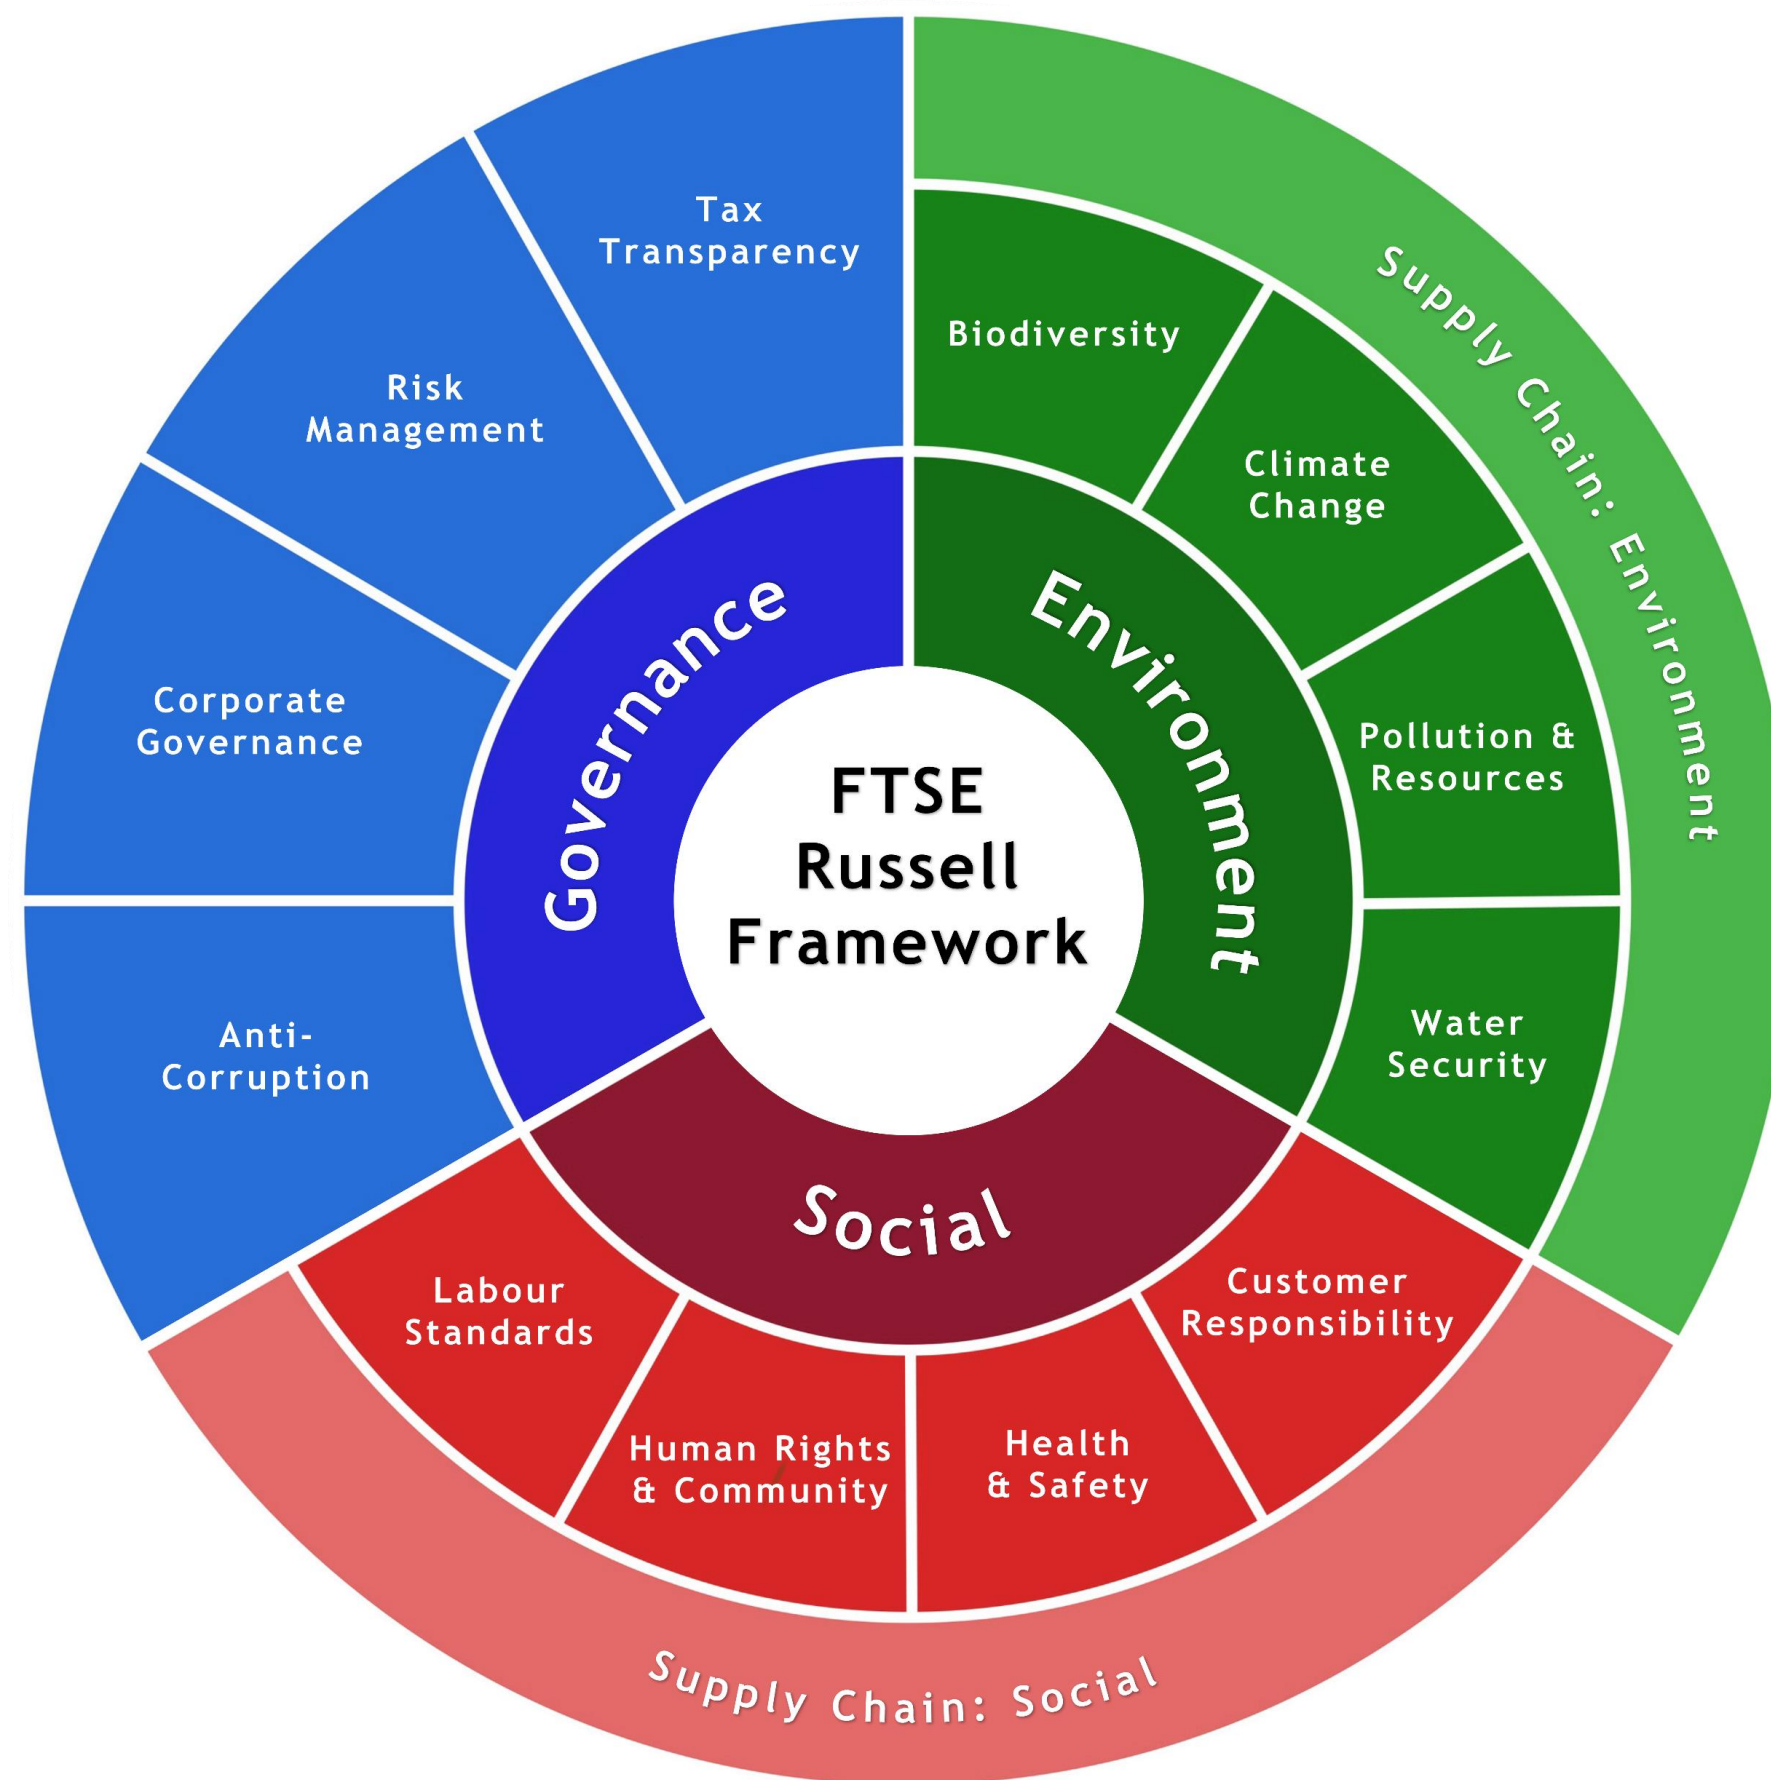 FTSE
Russell
Framework
Governance
Environment
Social
Tax
Transparency
Risk
Management
Corporate
Governance
Anti-
Corruption
Biodiversity
Climate
Change
Pollution &
Resources
Water
Security
Supply Chain: Environment
Customer
Responsibility
Health
& Safety
Human Rights
& Community
Labour
Standards
Supply Chain: Social